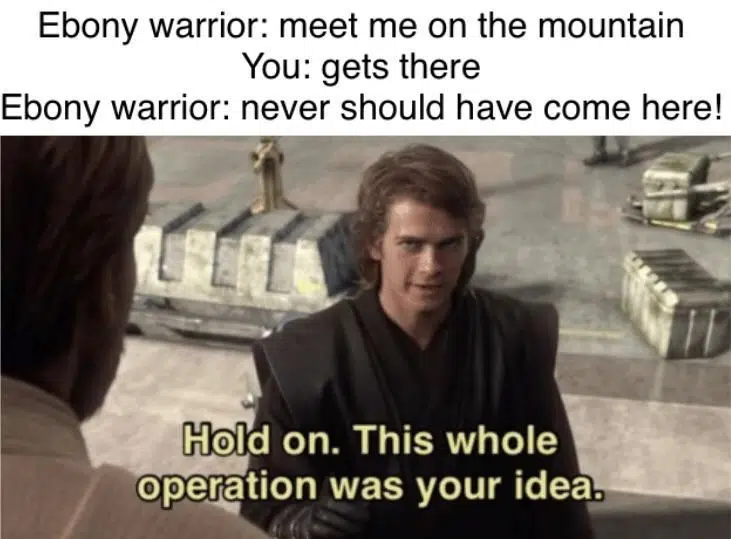 Ebony warrior: meet me on the mountain
You: gets there
Ebony warrior: never should have come here!
Hold on. This whole
operation was your idea.